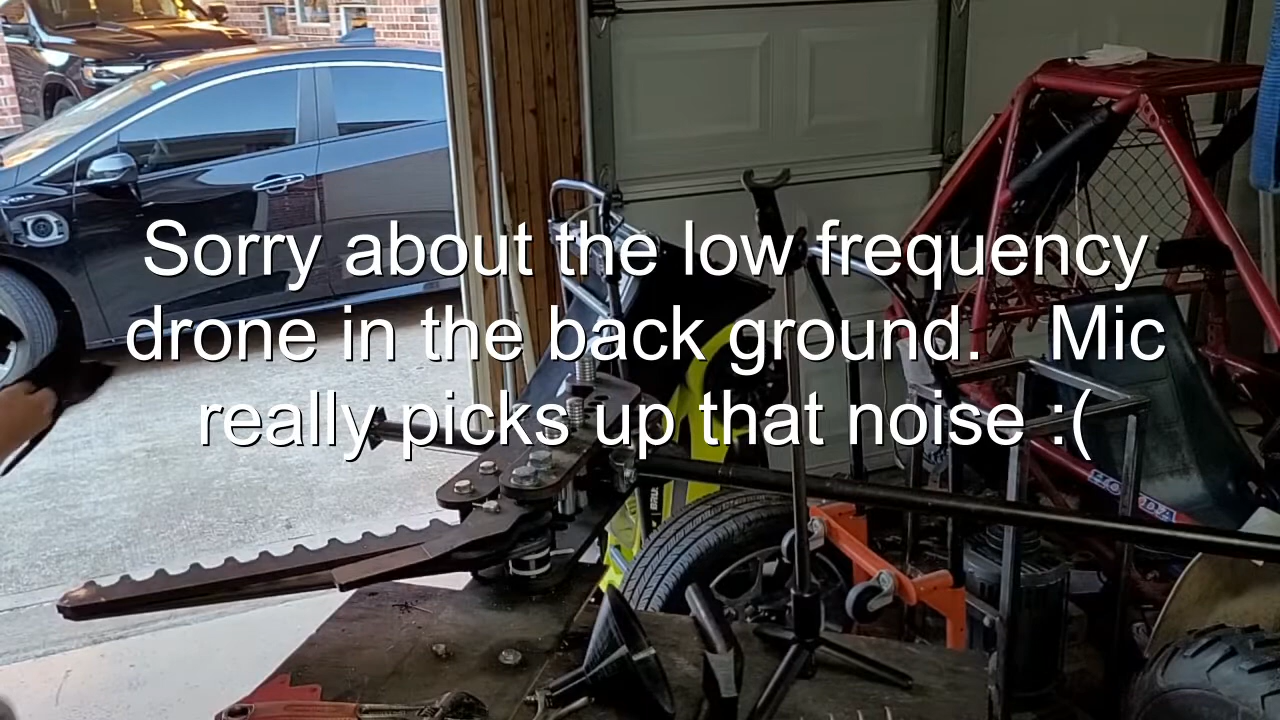 Sorry about the low frequency
drone in the back ground.   Mic
really picks up that noise :(